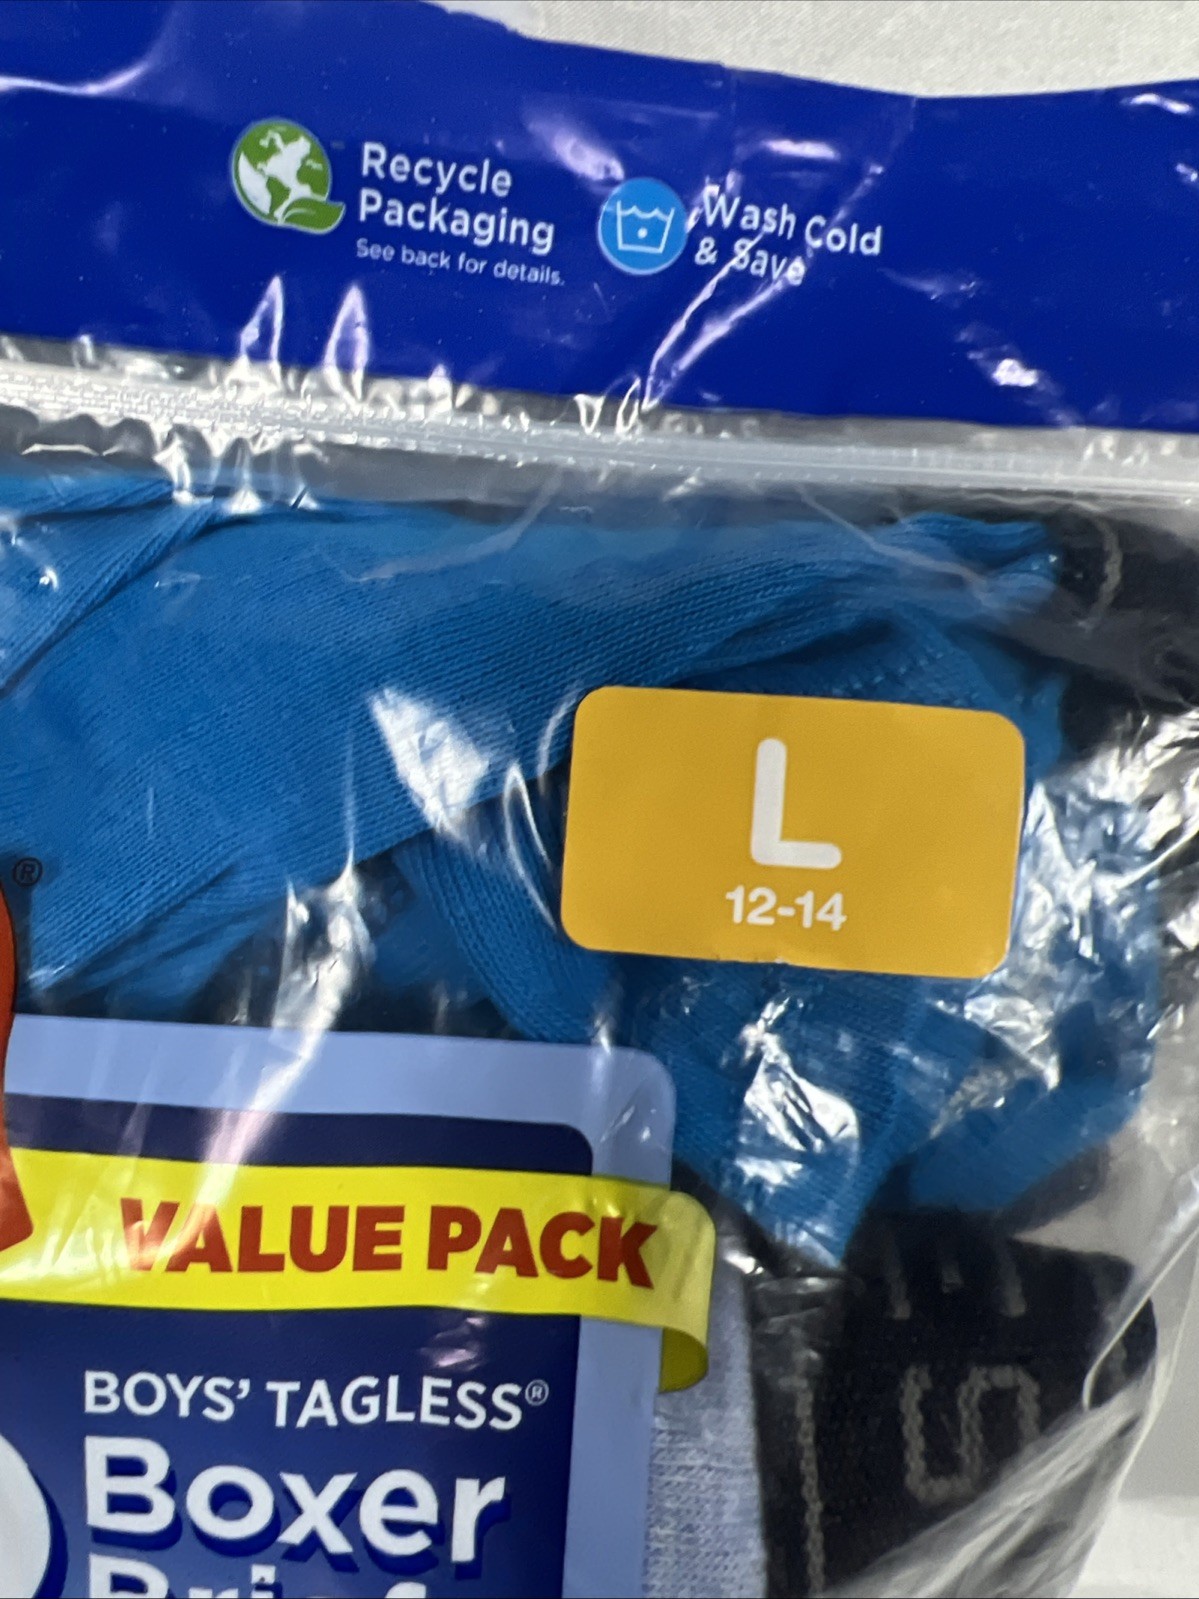 Recycle
Packaging
See back for details.
Wash Cold
& Save
L
12-14
®
VALUE PACK
BOYS' TAGLESS®
Boxer